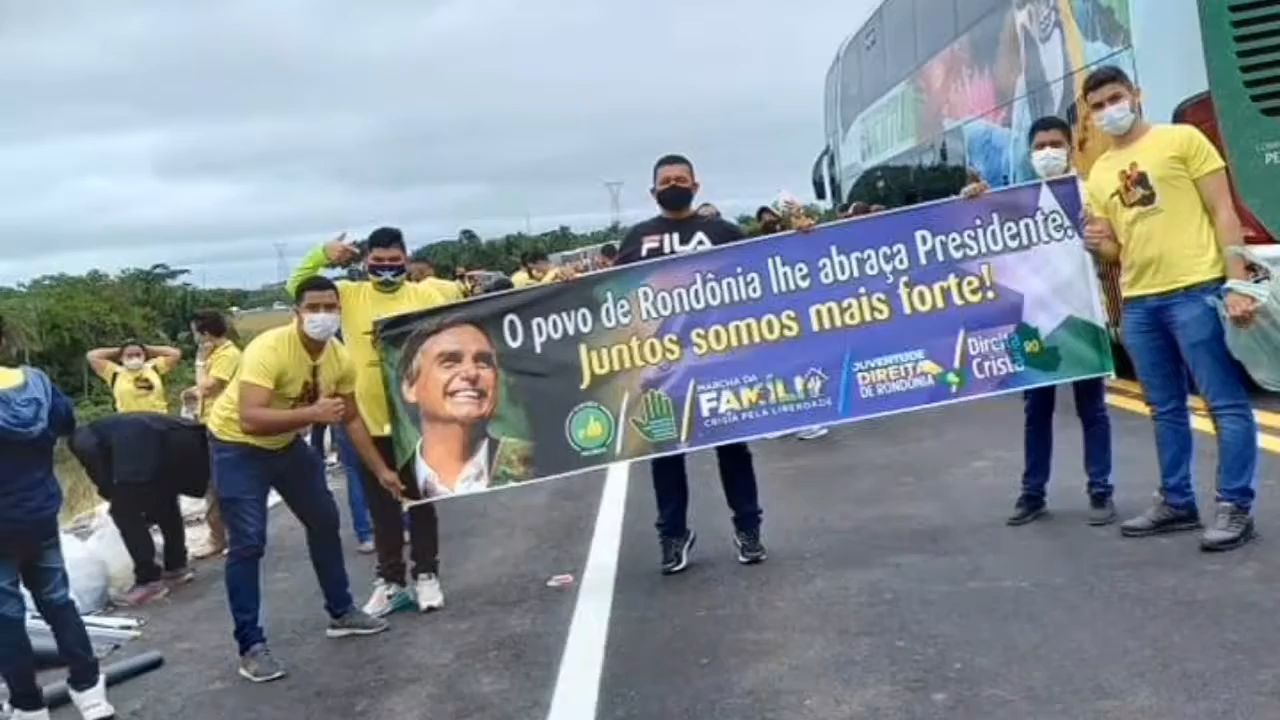 FILA
O povo de Rondônia lhe abraça Presidente.
Juntos somos mais forte!
MARCHA DA
FAMÍLIA
CRISTÃ PELA LIBERDADE
JUVENTUDE
DIREITA
DE RONDÔNIA
Direita
Cristã RO